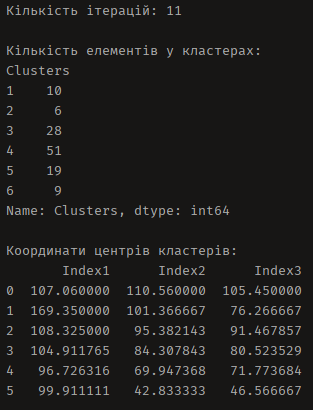 Кількість ітерацій: 11
Кількість елементів у кластерах:
Clusters
1 10
2 6
3 28
4 51
5 19
6 9
Name: Clusters, dtype: int64
Координати центрів кластерів:
Index1 Index2 Index3
0 107.060000 110.560000 105.450000
1 169.350000 101.366667 76.266667
2 108.325000 95.382143 91.467857
3 104.911765 84.307843 80.523529
4 96.726316 69.947368 71.773684
5 99.911111 42.833333 46.566667